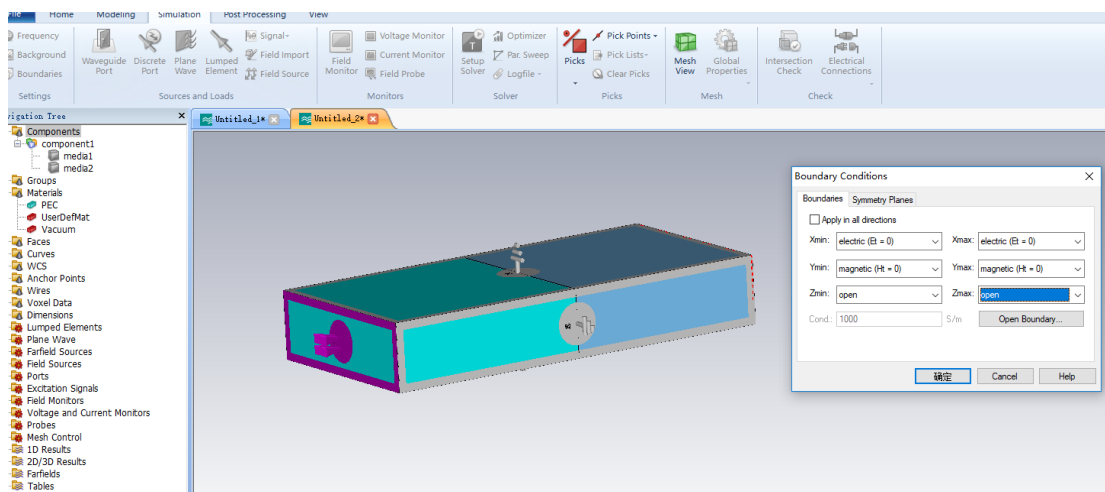 File Home Modeling Simulation Post Processing View
Frequency Signal- Voltage Monitor Optimizer Pick Points -
Background Field Import Current Monitor Par. Sweep Pick Lists-
Boundaries Field Source Field Probe Logfile - Clear Picks
Waveguide Port Discrete Port Plane Wave Lumped Element Field Monitor Setup Solver Picks Mesh View Global Properties Intersection Check Electrical Connections
Settings Sources and Loads Monitors Solver Picks Mesh Check
vigation Tree
Untitled_1* Untitled_2*
Components
component1
media1
media2
Groups
Materials
PEC
UserDefMat
Vacuum
Faces
Curves
WCS
Anchor Points
Wires
Voxel Data
Dimensions
Lumped Elements
Plane Wave
Farfield Sources
Field Sources
Ports
Excitation Signals
Field Monitors
Voltage and Current Monitors
Probes
Mesh Control
1D Results
2D/3D Results
Farfields
Tables
Boundary Conditions
Boundaries Symmetry Planes
Apply in all directions
Xmin: electric (Et = 0) Xmax: electric (Et = 0)
Ymin: magnetic (Ht = 0) Ymax: magnetic (Ht = 0)
Zmin: open Zmax: open
Cond.: 1000 S/m Open Boundary...
确定 Cancel Help